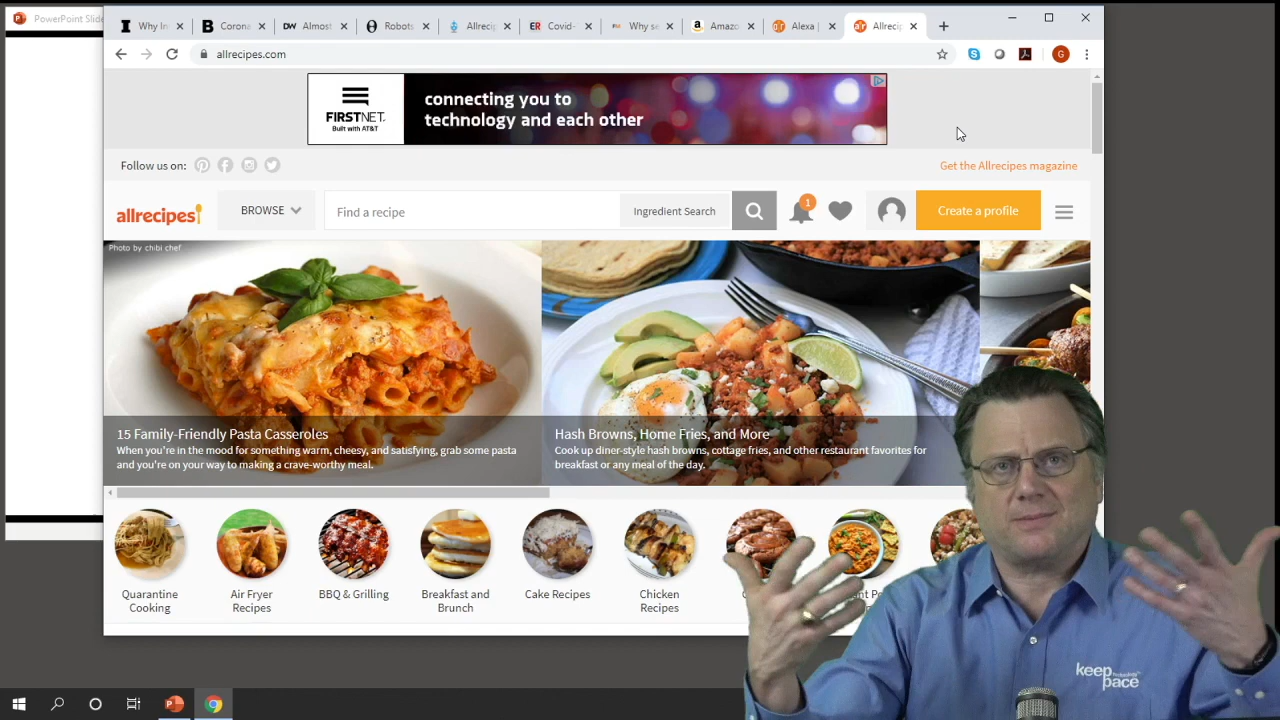 PowerPoint Slide
Why In
Corona
Almost
Robots
Allrecip
Covid-
Why se
Amazo
Alexa |
Allrecip
allrecipes.com
G
FIRSTNET
Built with AT&T
connecting you to
technology and each other
Follow us on:
Get the Allrecipes magazine
allrecipes
BROWSE
Find a recipe
Ingredient Search
1
Create a profile
Photo by chibi chef
15 Family-Friendly Pasta Casseroles
When you're in the mood for something warm, cheesy, and satisfying, grab some pasta
and you're on your way to making a crave-worthy meal.
Hash Browns, Home Fries, and More
Cook up diner-style hash browns, cottage fries, and other restaurant favorites for
breakfast or any meal of the day.
Quarantine
Cooking
Air Fryer
Recipes
BBQ & Grilling
Breakfast and
Brunch
Cake Recipes
Chicken
Recipes
keep
pace